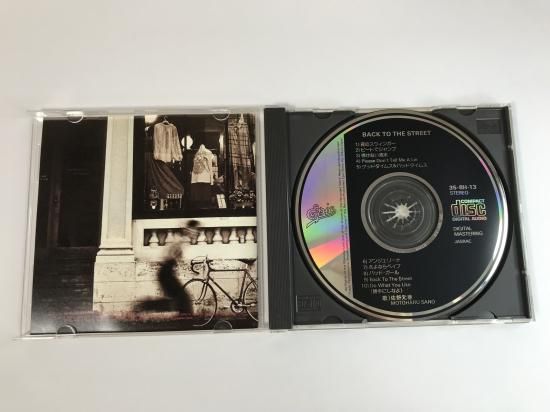 BACK TO THE STREET
1) 夜のスウィンガー
2) ビートでジャンプ
3) 情けない週末
4) Please Don't Tell Me A Lie
5) グッドタイムス&バッドタイムス
Epic
35・8H-13
STEREO
COMPACT
disc
DIGITAL AUDIO
DIGITAL
MASTERING
JASRAC
6) アンジェリーナ
7) さよならベイブ
8) バッド・ガール
9) Back To The Street
10) Do What You Like
(勝手にしなよ)
歌) 佐野元春
MOTOHARU SANO